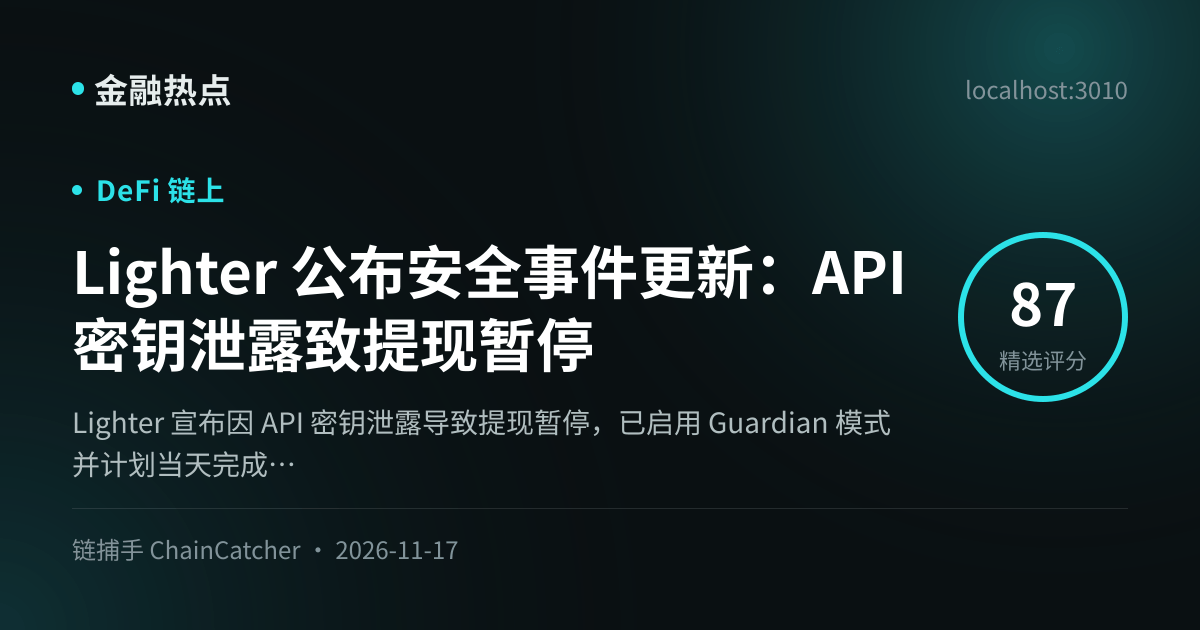 金融热点
localhost:3010
DeFi 链上
Lighter 公布安全事件更新：API
密钥泄露致提现暂停
87
精选评分
Lighter 宣布因 API 密钥泄露导致提现暂停，已启用 Guardian 模式
并计划当天完成…
链捕手 ChainCatcher · 2026-11-17